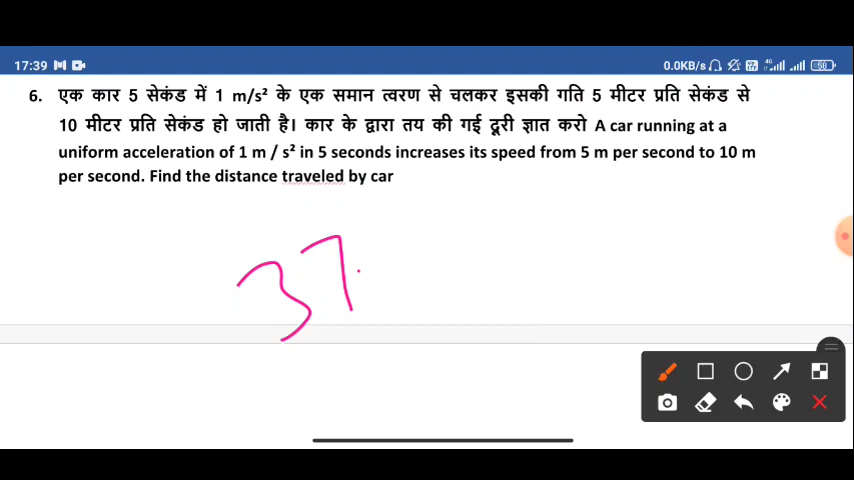 17:39 0.0KB/s 4G 56
6. एक कार 5 सेकंड में 1 m/s² के एक समान त्वरण से चलकर इसकी गति 5 मीटर प्रति सेकंड से
10 मीटर प्रति सेकंड हो जाती है। कार के द्वारा तय की गई दूरी ज्ञात करो A car running at a
uniform acceleration of 1 m / s² in 5 seconds increases its speed from 5 m per second to 10 m
per second. Find the distance traveled by car
37.